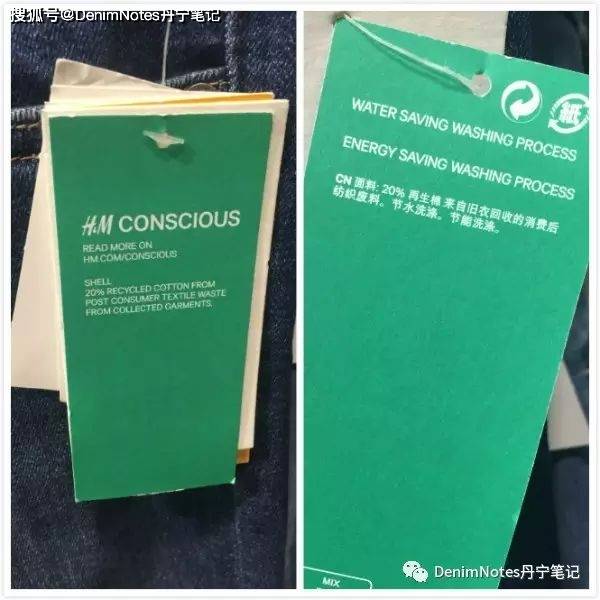 搜狐号@DenimNotes丹宁笔记
H&M CONSCIOUS
READ MORE ON
HM.COM/CONSCIOUS
SHELL
20% RECYCLED COTTON FROM
POST CONSUMER TEXTILE WASTE
FROM COLLECTED GARMENTS.
紙
WATER SAVING WASHING PROCESS
ENERGY SAVING WASHING PROCESS
CN 面料: 20% 再生棉 来自旧衣回收的消费后
纺织废料。节水洗涤。节能洗涤。
MIX
DenimNotes丹宁笔记